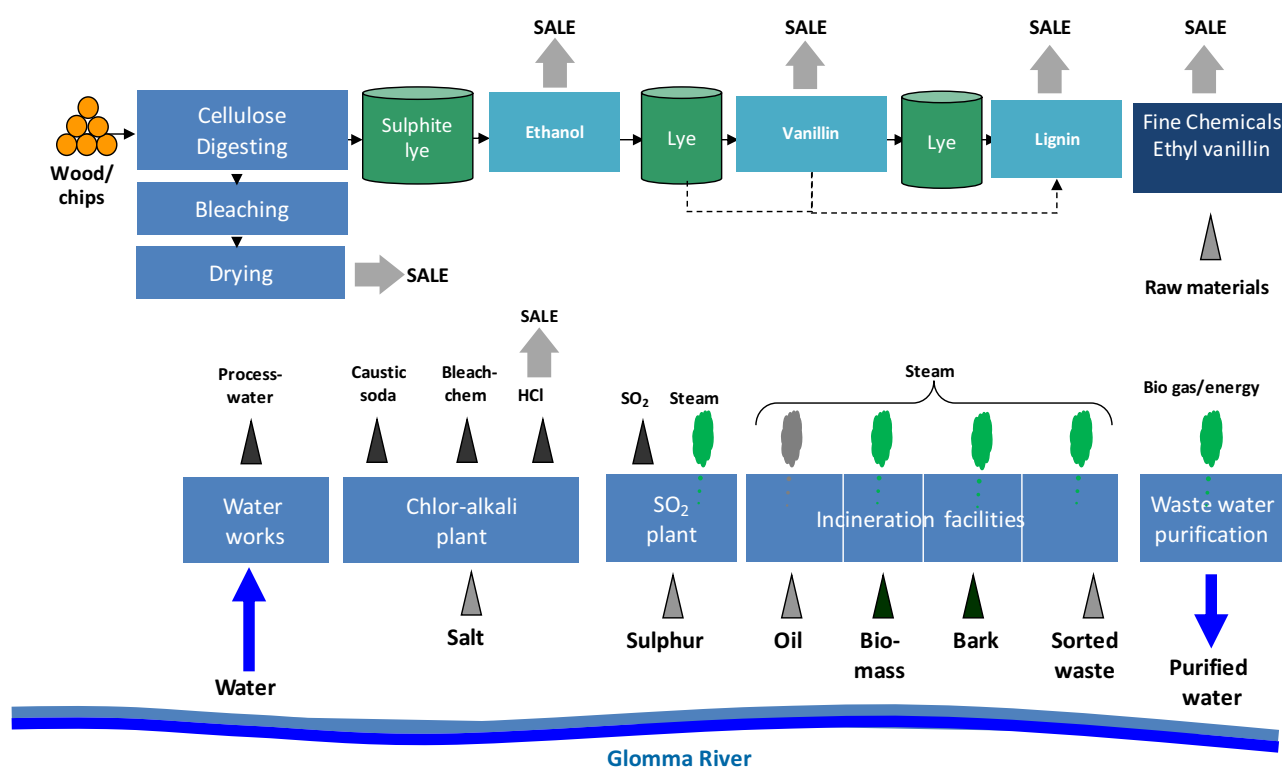 SALE
SALE
SALE
SALE
Wood/
chips
Cellulose
Digesting
Sulphite
lye
Ethanol
Lye
Vanillin
Lye
Lignin
Fine Chemicals
Ethyl vanillin
Bleaching
Drying
SALE
Raw materials
SALE
Process-
water
Caustic
soda
Bleach-
chem
HCl
SO₂
Steam
Steam
Bio gas/energy
Water
works
Chlor-alkali
plant
SO₂
plant
Incineration facilities
Waste water
purification
Salt
Sulphur
Oil
Bio-
mass
Bark
Sorted
waste
Water
Purified
water
Glomma River